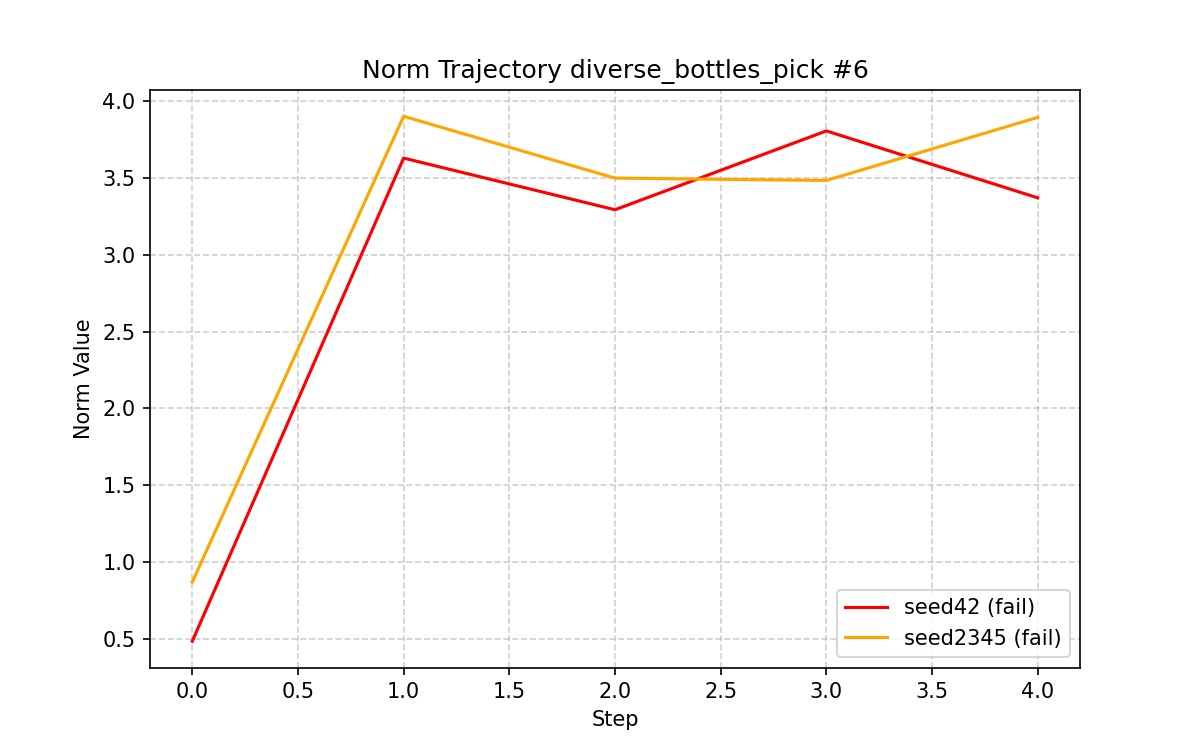 Norm Trajectory diverse_bottles_pick #6
4.0
3.5
3.0
2.5
2.0
1.5
1.0
0.5
Norm Value
seed42 (fail)
seed2345 (fail)
0.0 0.5 1.0 1.5 2.0 2.5 3.0 3.5 4.0
Step